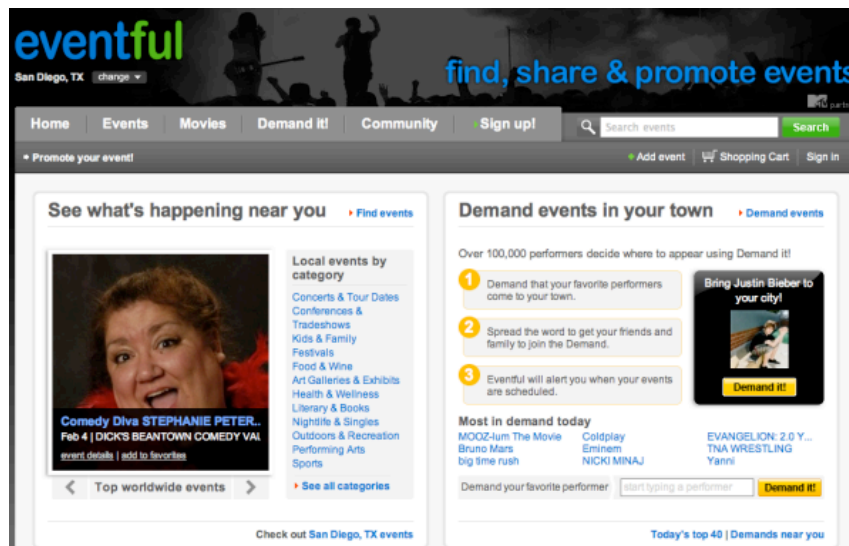 eventful
San Diego, TX change
find, share & promote events
Home Events Movies Demand it! Community Sign up! Search events Search
Promote your event! Add event Shopping Cart Sign in
See what's happening near you Find events
Local events by
category
Concerts & Tour Dates
Conferences &
Tradeshows
Kids & Family
Festivals
Food & Wine
Art Galleries & Exhibits
Health & Wellness
Literary & Books
Nightlife & Singles
Outdoors & Recreation
Performing Arts
Sports
See all categories
Comedy Diva STEPHANIE PETER..
Feb 4 | DICK'S BEANTOWN COMEDY VAU
event details | add to favorites
Top worldwide events
Check out San Diego, TX events
Demand events in your town Demand events
Over 100,000 performers decide where to appear using Demand it!
1 Demand that your favorite performers
come to your town.
2 Spread the word to get your friends and
family to join the Demand.
3 Eventful will alert you when your events
are scheduled.
Bring Justin Bieber to
your city!
Demand it!
Most in demand today
MOOZ-lum The Movie Coldplay EVANGELION: 2.0 Y...
Bruno Mars Eminem TNA WRESTLING
big time rush NICKI MINAJ Yanni
Demand your favorite performer start typing a performer Demand it!
Today's top 40 | Demands near you